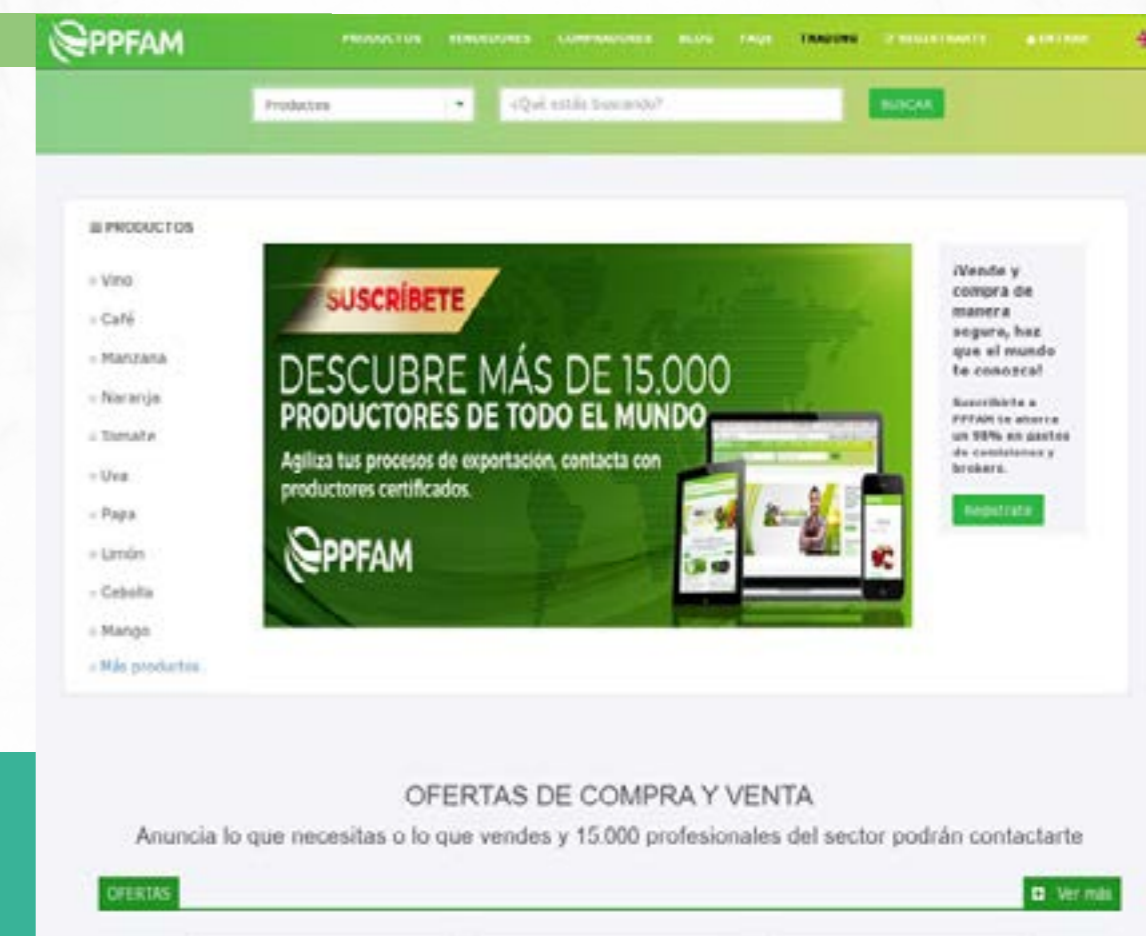 PPFAM
PRODUCTOS VENDEDORES COMPRADORES BLOG FAQS TRADING REGISTRARTE ENTRAR
Productos
¿Qué estás buscando?
BUSCAR
PRODUCTOS
Vino
Café
Manzana
Naranja
Tomate
Uva
Papa
Limón
Cebolla
Mango
Más productos
SUSCRÍBETE
DESCUBRE MÁS DE 15.000
PRODUCTORES DE TODO EL MUNDO
Agiliza tus procesos de exportación, contacta con
productores certificados.
PPFAM
¡Vende y
compra de
manera
segura, haz
que el mundo
te conozca!
Suscribirte a
PPFAM te ahorra
un 98% en gastos
de comisiones y
brokers.
Regístrate
OFERTAS DE COMPRA Y VENTA
Anuncia lo que necesitas o lo que vendes y 15.000 profesionales del sector podrán contactarte
OFERTAS
Ver más